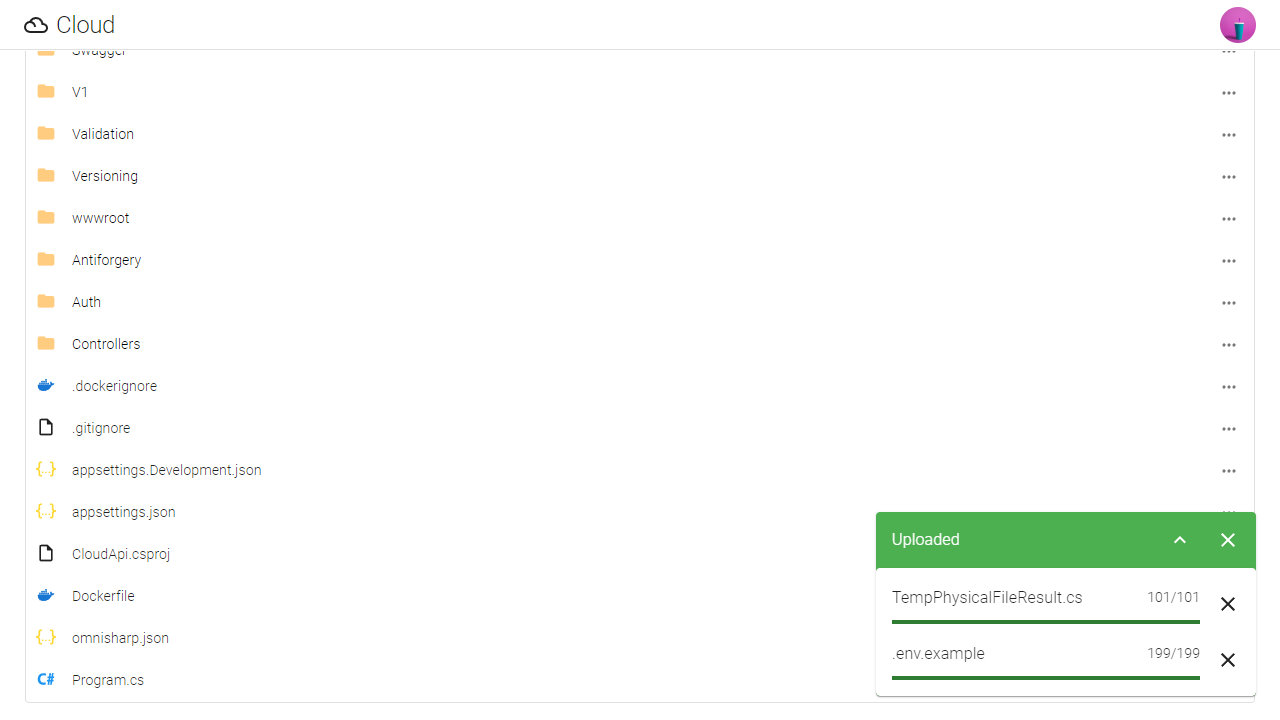 Cloud
Swagger
V1
Validation
Versioning
wwwroot
Antiforgery
Auth
Controllers
.dockerignore
.gitignore
{..} appsettings.Development.json
{..} appsettings.json
CloudApi.csproj
Dockerfile
{..} omnisharp.json
C# Program.cs
Uploaded
TempPhysicalFileResult.cs 101/101
.env.example 199/199